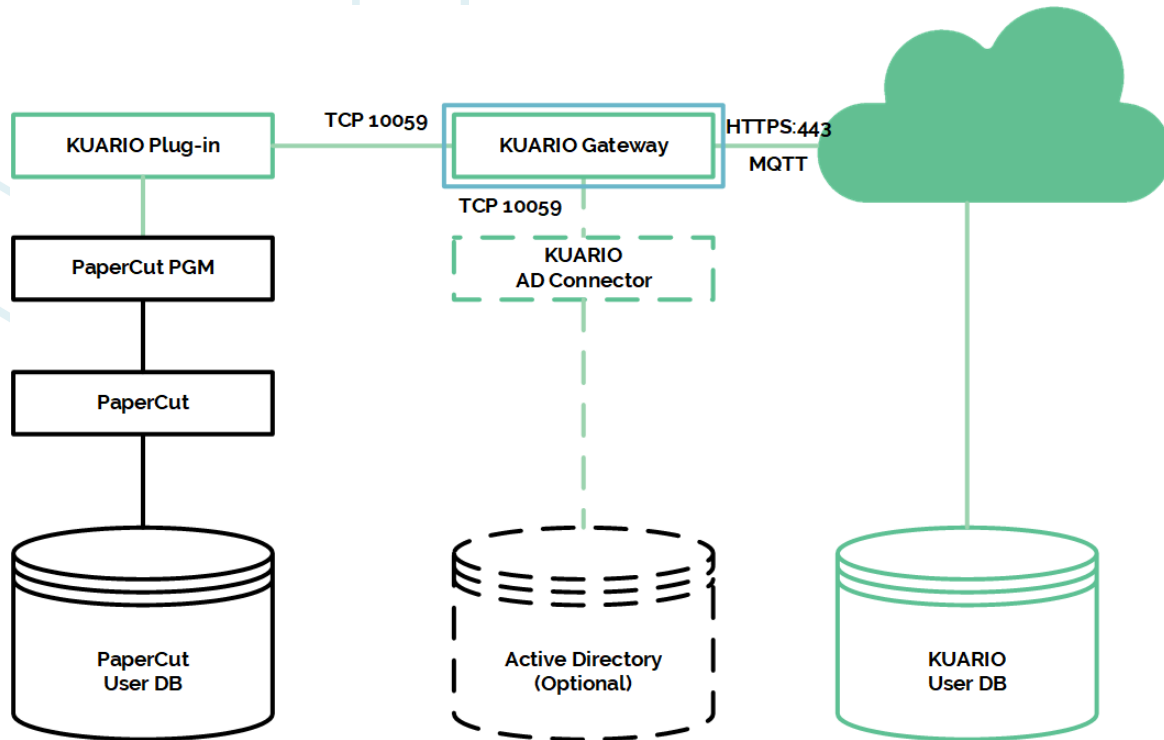 TCP 10059
HTTPS:443
KUARIO Plug-in
KUARIO Gateway
MQTT
TCP 10059
PaperCut PGM
KUARIO
AD Connector
PaperCut
PaperCut
User DB
Active Directory
(Optional)
KUARIO
User DB